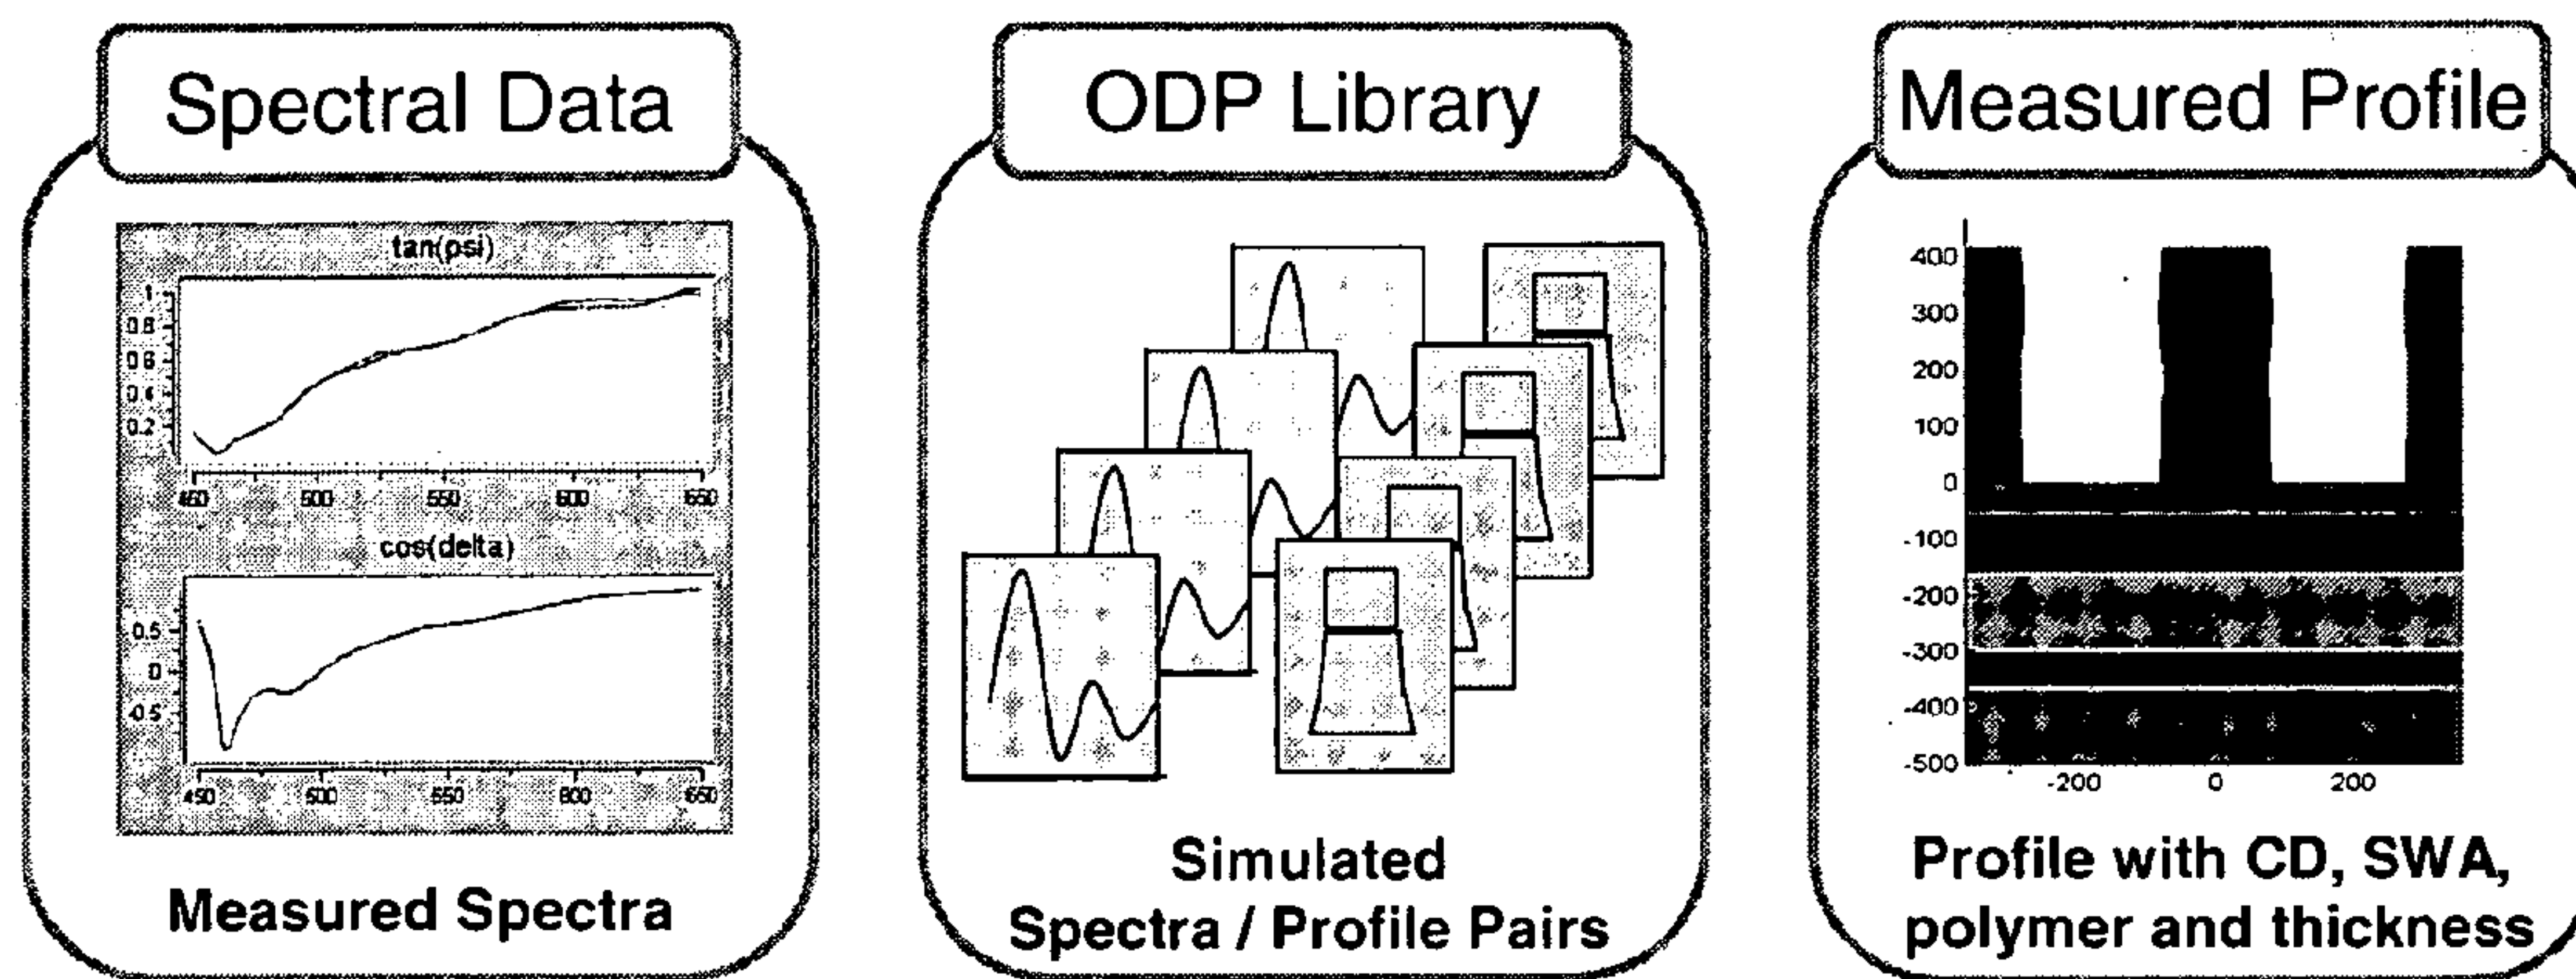 Spectral Data
tan(psi)
1
0.8
0.6
0.4
0.2
450 500 550 600 650
cos(delta)
0.5
0
-0.5
450 500 550 600 650
Measured Spectra
ODP Library
Simulated
Spectra / Profile Pairs
Measured Profile
400
300
200
100
0
-100
-200
-300
-400
-500
-200 0 200
Profile with CD, SWA,
polymer and thickness